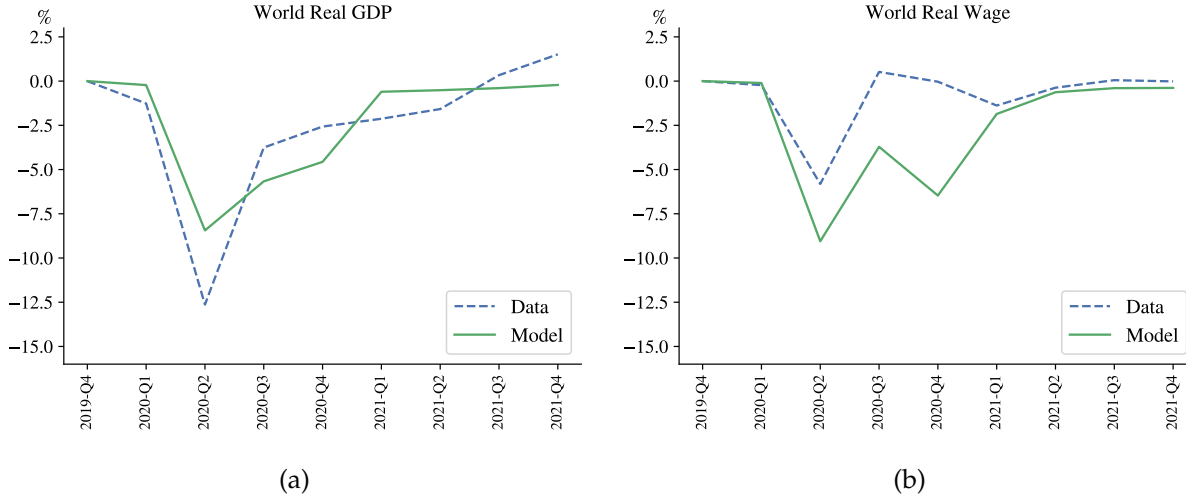 World Real GDP
%
2.5
0.0
−2.5
−5.0
−7.5
−10.0
−12.5
−15.0
Data
Model
2019-Q4
2020-Q1
2020-Q2
2020-Q3
2020-Q4
2021-Q1
2021-Q2
2021-Q3
2021-Q4
(a)
World Real Wage
%
2.5
0.0
−2.5
−5.0
−7.5
−10.0
−12.5
−15.0
Data
Model
2019-Q4
2020-Q1
2020-Q2
2020-Q3
2020-Q4
2021-Q1
2021-Q2
2021-Q3
2021-Q4
(b)